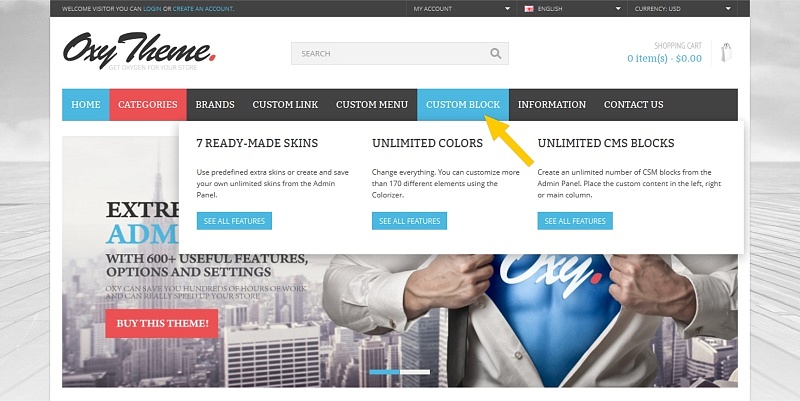 WELCOME VISITOR YOU CAN LOGIN OR CREATE AN ACCOUNT.
MY ACCOUNT
ENGLISH
CURRENCY: USD
Oxy Theme.
GET OXYGEN FOR YOUR STORE
SEARCH
SHOPPING CART
0 item(s) - $0.00
HOME
CATEGORIES
BRANDS
CUSTOM LINK
CUSTOM MENU
CUSTOM BLOCK
INFORMATION
CONTACT US
7 READY-MADE SKINS
Use predefined extra skins or create and save
your own unlimited skins from the Admin
Panel.
SEE ALL FEATURES
UNLIMITED COLORS
Change everything. You can customize more
than 170 different elements using the
Colorizer.
SEE ALL FEATURES
UNLIMITED CMS BLOCKS
Create an unlimited number of CSM blocks from the
Admin Panel. Place the custom content in the left, right
or main column.
SEE ALL FEATURES
EXTRE
ADM
WITH 600+ USEFUL FEATURES,
OPTIONS AND SETTINGS
OXY CAN SAVE YOU HUNDREDS OF HOURS OF WORK
AND CAN REALLY SPEED UP YOUR STORE
BUY THIS THEME!
Oxy.